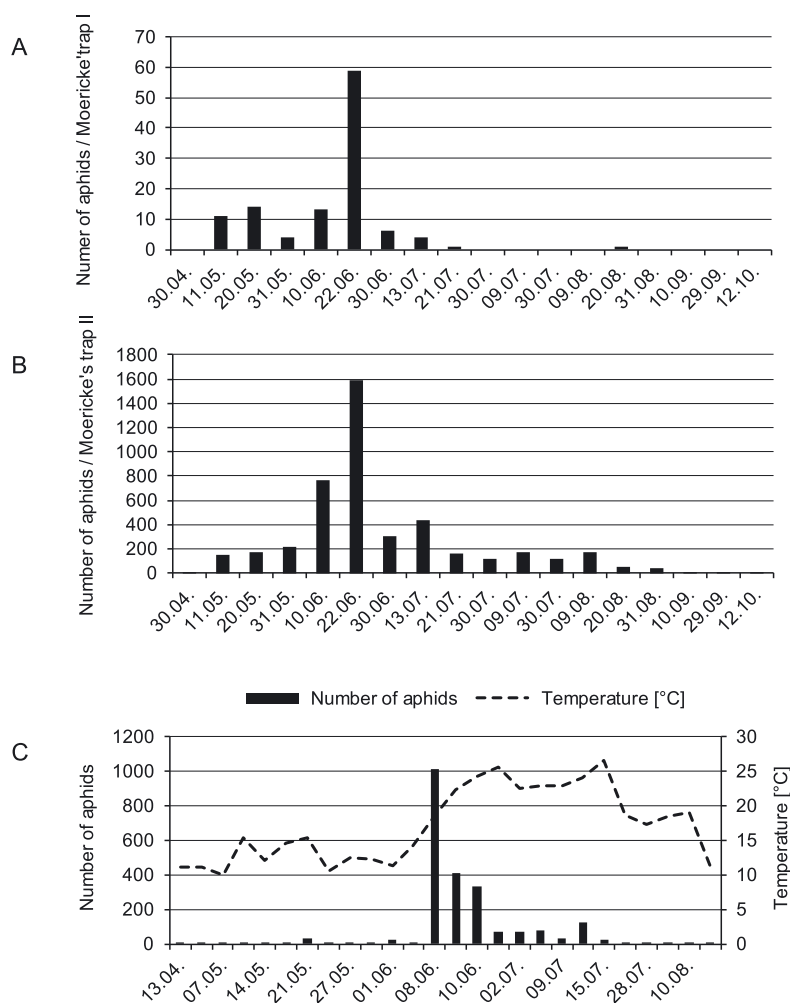 A
Numer of aphids / Moericke'trap I
70
60
50
40
30
20
10
0
30.04. 11.05. 20.05. 31.05. 10.06. 22.06. 30.06. 13.07. 21.07. 30.07. 09.07. 30.07. 09.08. 20.08. 31.08. 10.09. 29.09. 12.10.
B
Number of aphids / Moericke's trap II
1800
1600
1400
1200
1000
800
600
400
200
0
30.04. 11.05. 20.05. 31.05. 10.06. 22.06. 30.06. 13.07. 21.07. 30.07. 09.07. 30.07. 09.08. 20.08. 31.08. 10.09. 29.09. 12.10.
Number of aphids Temperature [°C]
C
Number of aphids
1200
1000
800
600
400
200
0
30
25
20
15
10
5
0
Temperature [°C]
13.04. 07.05. 14.05. 21.05. 27.05. 01.06. 08.06. 10.06. 02.07. 09.07. 15.07. 28.07. 10.08.